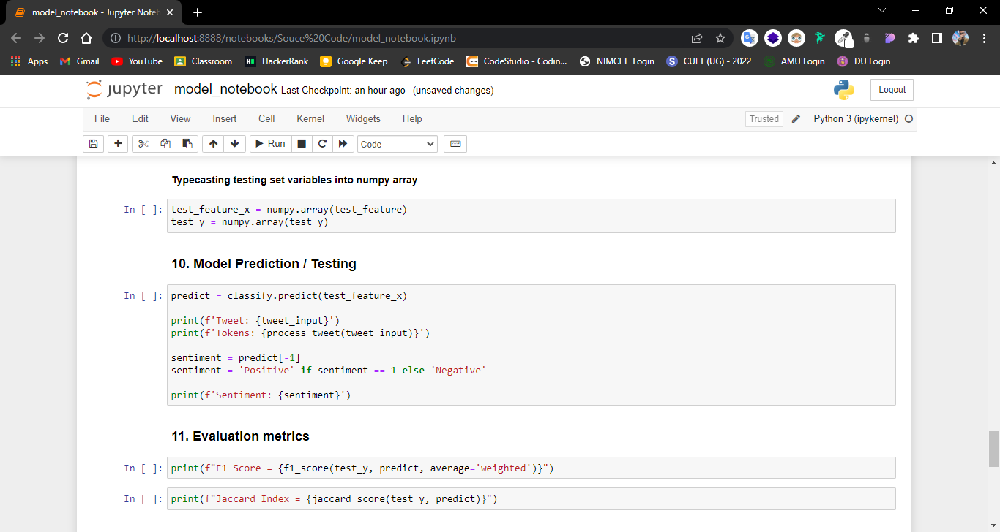 model_notebook - Jupyter Noteb
http://localhost:8888/notebooks/Souce%20Code/model_notebook.ipynb
Apps Gmail YouTube Classroom HackerRank Google Keep LeetCode CodeStudio - Codin... NIMCET Login CUET (UG) - 2022 AMU Login DU Login
jupyter model_notebook Last Checkpoint: an hour ago (unsaved changes) Logout
File Edit View Insert Cell Kernel Widgets Help Trusted Python 3 (ipykernel)
Run Code
Typecasting testing set variables into numpy array
In [ ]: test_feature_x = numpy.array(test_feature)
test_y = numpy.array(test_y)
10. Model Prediction / Testing
In [ ]: predict = classify.predict(test_feature_x)
print(f'Tweet: {tweet_input}')
print(f'Tokens: {process_tweet(tweet_input)}')
sentiment = predict[-1]
sentiment = 'Positive' if sentiment == 1 else 'Negative'
print(f'Sentiment: {sentiment}')
11. Evaluation metrics
In [ ]: print(f"F1 Score = {f1_score(test_y, predict, average='weighted')}")
In [ ]: print(f"Jaccard Index = {jaccard_score(test_y, predict)}")